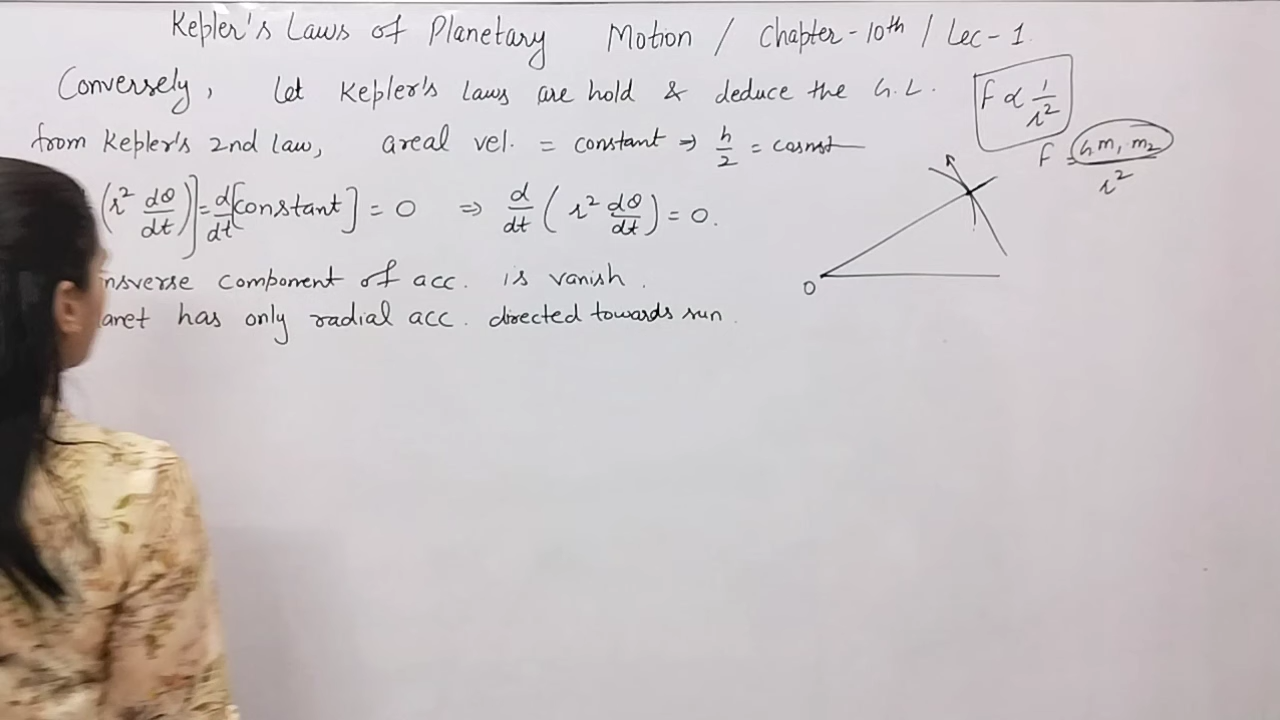 Kepler's Laws of Planetary Motion / Chapter-10th / Lec-1.
Conversely, Let Kepler's Laws are hold & deduce the G.L.
F ∝ 1/r²
from Kepler's 2nd law, areal vel. = constant ⇒ h/2 = const
F = G m₁ m₂ / r²
(r² dθ/dt)] = d/dt [constant] = 0 ⇒ d/dt (r² dθ/dt) = 0.
nsverse component of acc. is vanish.
O
anet has only radial acc. directed towards sun.